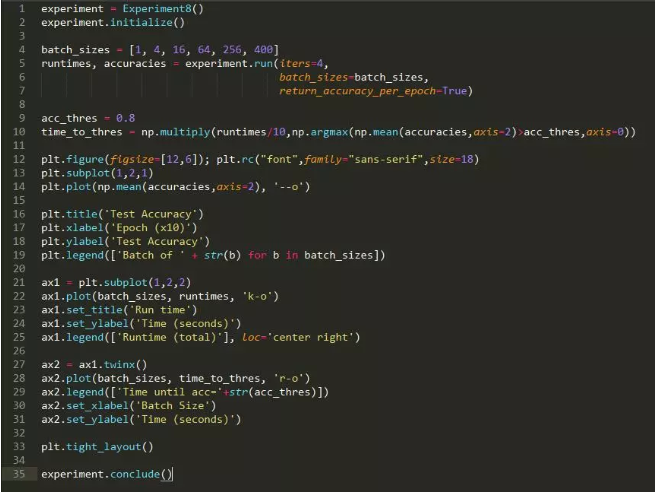 1 experiment = Experiment8()
2 experiment.initialize()
3
4 batch_sizes = [1, 4, 16, 64, 256, 400]
5 runtimes, accuracies = experiment.run(iters=4,
6 batch_sizes=batch_sizes,
7 return_accuracy_per_epoch=True)
8
9 acc_thres = 0.8
10 time_to_thres = np.multiply(runtimes/10,np.argmax(np.mean(accuracies,axis=2)>acc_thres,axis=0))
11
12 plt.figure(figsize=[12,6]); plt.rc("font",family="sans-serif",size=18)
13 plt.subplot(1,2,1)
14 plt.plot(np.mean(accuracies,axis=2), '--o')
15
16 plt.title('Test Accuracy')
17 plt.xlabel('Epoch (x10)')
18 plt.ylabel('Test Accuracy')
19 plt.legend(['Batch of ' + str(b) for b in batch_sizes])
20
21 ax1 = plt.subplot(1,2,2)
22 ax1.plot(batch_sizes, runtimes, 'k-o')
23 ax1.set_title('Run time')
24 ax1.set_ylabel('Time (seconds)')
25 ax1.legend(['Runtime (total)'], loc='center right')
26
27 ax2 = ax1.twinx()
28 ax2.plot(batch_sizes, time_to_thres, 'r-o')
29 ax2.legend(['Time until acc='+str(acc_thres)])
30 ax2.set_xlabel('Batch Size')
31 ax2.set_ylabel('Time (seconds)')
32
33 plt.tight_layout()
34
35 experiment.conclude()